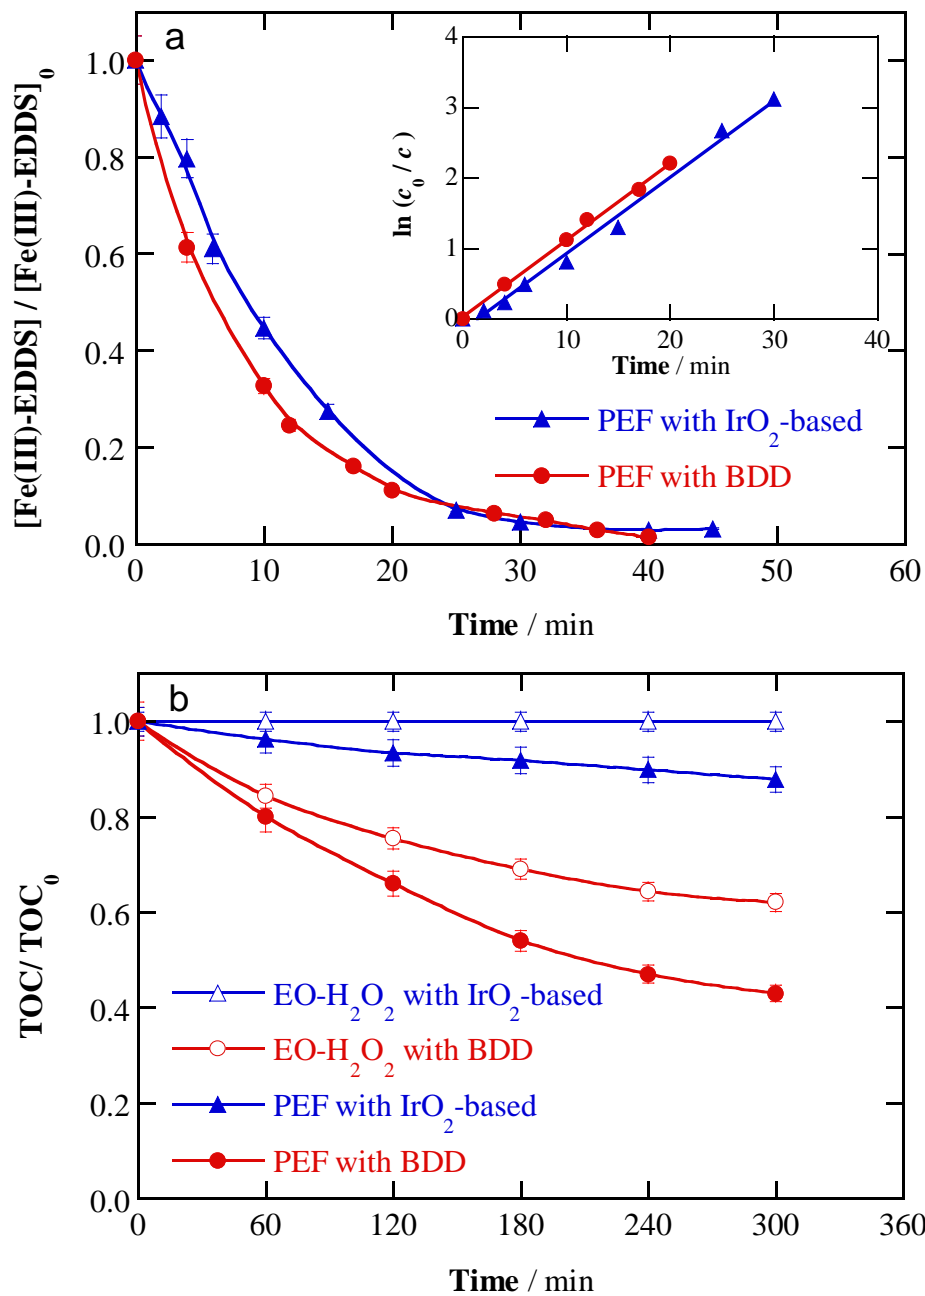 a
[Fe(III)-EDDS] / [Fe(III)-EDDS]0
1.0
0.8
0.6
0.4
0.2
0.0
0 10 20 30 40 50 60
Time / min
ln (c0 / c)
4
3
2
1
0
0 10 20 30 40
Time / min
PEF with IrO2-based
PEF with BDD
b
TOC/ TOC0
1.0
0.8
0.6
0.4
0.2
0.0
EO-H2O2 with IrO2-based
EO-H2O2 with BDD
PEF with IrO2-based
PEF with BDD
0 60 120 180 240 300 360
Time / min